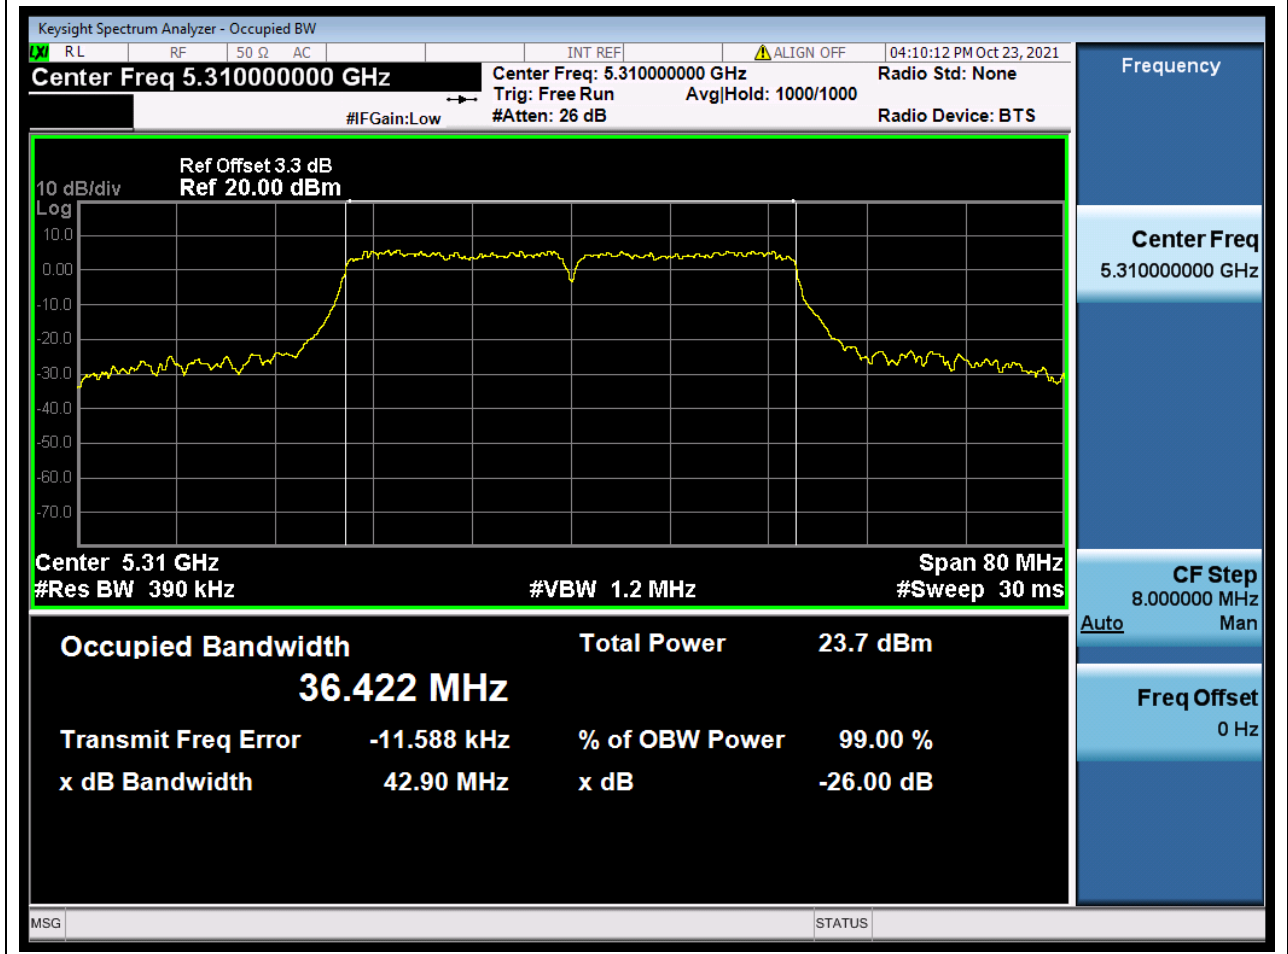 Keysight Spectrum Analyzer - Occupied BW
LXI RL RF 50 Ω AC INT REF ALIGN OFF 04:10:12 PM Oct 23, 2021
Center Freq 5.310000000 GHz
Center Freq: 5.310000000 GHz
Radio Std: None
Trig: Free Run Avg|Hold: 1000/1000
#IFGain:Low
#Atten: 26 dB
Radio Device: BTS
Ref Offset 3.3 dB
10 dB/div Ref 20.00 dBm
Log
10.0
0.00
-10.0
-20.0
-30.0
-40.0
-50.0
-60.0
-70.0
Center 5.31 GHz Span 80 MHz
#Res BW 390 kHz #VBW 1.2 MHz #Sweep 30 ms
Occupied Bandwidth Total Power 23.7 dBm
36.422 MHz
Transmit Freq Error -11.588 kHz % of OBW Power 99.00 %
x dB Bandwidth 42.90 MHz x dB -26.00 dB
Frequency
Center Freq
5.310000000 GHz
CF Step
8.000000 MHz
Auto Man
Freq Offset
0 Hz
MSG STATUS